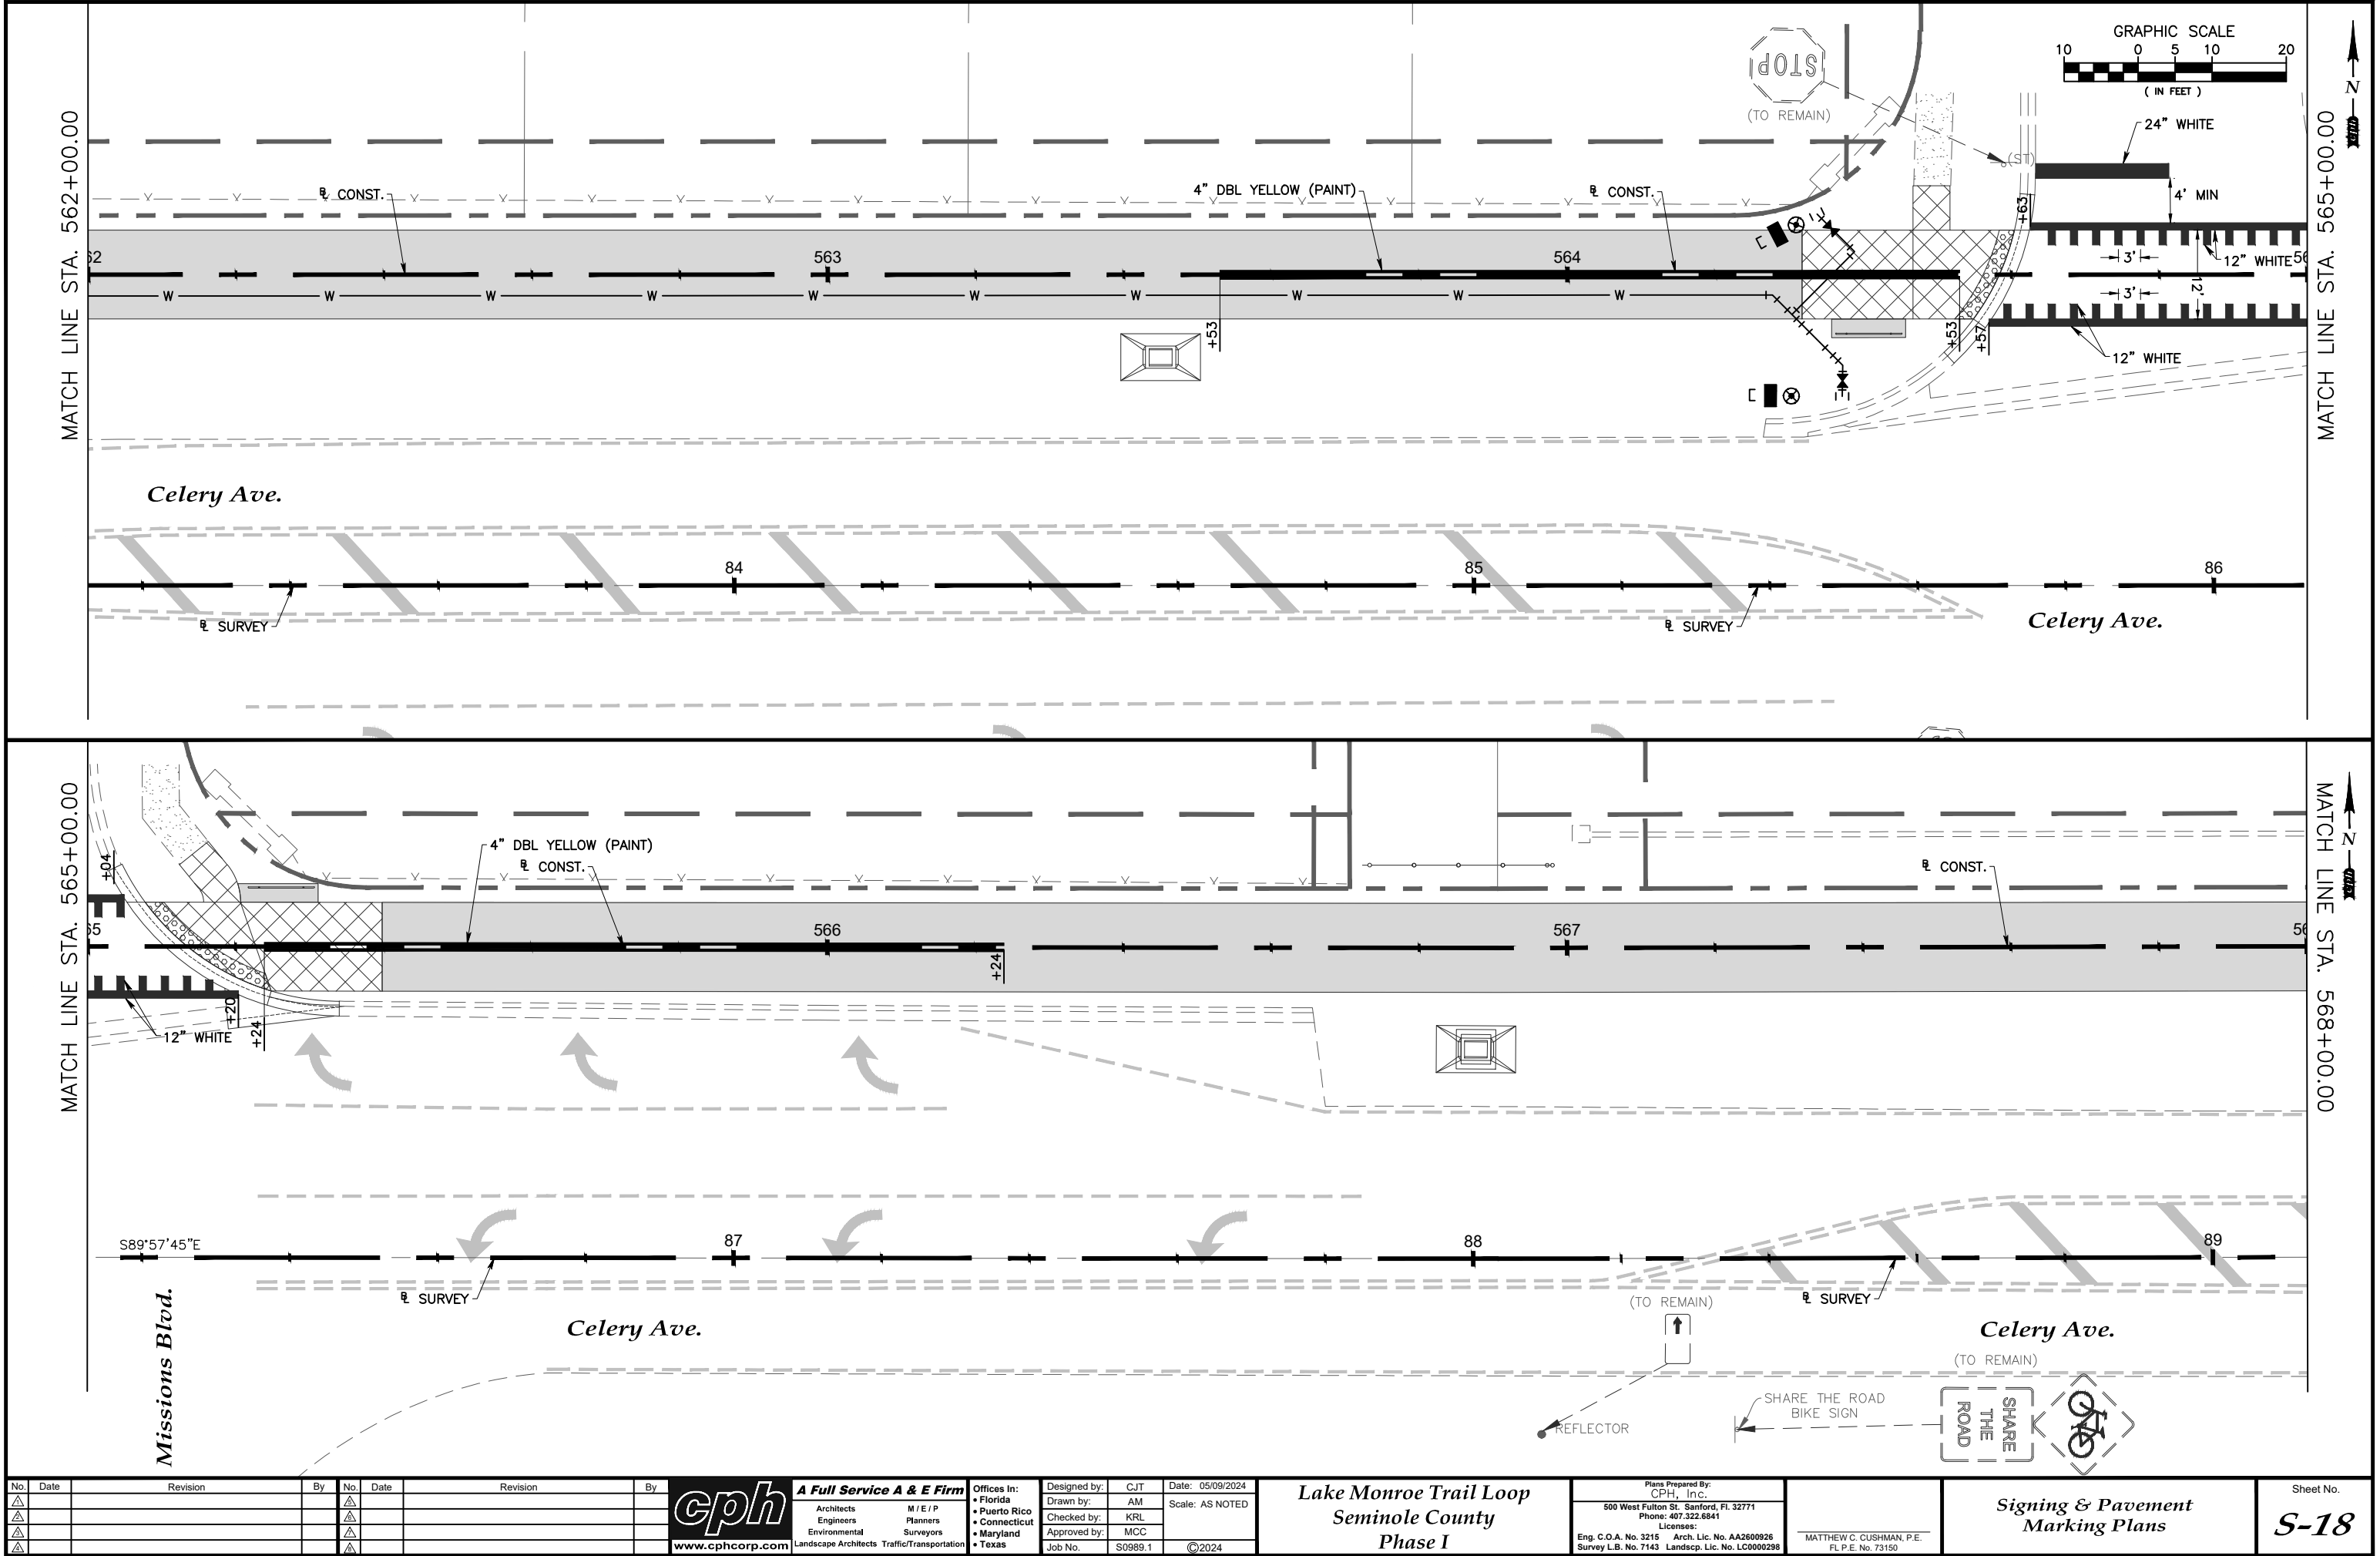 GRAPHIC SCALE
10 0 5 10 20
( IN FEET )
N
STOP
(TO REMAIN)
(ST)
24" WHITE
4' MIN
+63
MATCH LINE STA. 562+00.00
MATCH LINE STA. 565+00.00
℄ CONST.
4" DBL YELLOW (PAINT)
℄ CONST.
563
564
3'
12" WHITE
3'
12'
W W W W W W W W W W
+53
+53
+57
12" WHITE
Celery Ave.
84
85
86
℄ SURVEY
℄ SURVEY
Celery Ave.
MATCH LINE STA. 565+00.00
MATCH LINE STA. 568+00.00
N
+04
4" DBL YELLOW (PAINT)
℄ CONST.
℄ CONST.
566
567
+24
+20
+24
12" WHITE
S89°57'45"E
87
88
89
℄ SURVEY
℄ SURVEY
Missions Blvd.
Celery Ave.
Celery Ave.
(TO REMAIN)
REFLECTOR
(TO REMAIN)
SHARE THE ROAD
BIKE SIGN
SHARE
THE
ROAD
No. Date Revision By No. Date Revision By
cph
www.cphcorp.com
A Full Service A & E Firm
Architects M / E / P
Engineers Planners
Environmental Surveyors
Landscape Architects Traffic/Transportation
Offices In:
• Florida
• Puerto Rico
• Connecticut
• Maryland
• Texas
Designed by: CJT
Drawn by: AM
Checked by: KRL
Approved by: MCC
Job No. S0989.1
Date: 05/09/2024
Scale: AS NOTED
©2024
Lake Monroe Trail Loop
Seminole County
Phase I
Plans Prepared By:
CPH, Inc.
500 West Fulton St. Sanford, Fl. 32771
Phone: 407.322.6841
Licenses:
Eng. C.O.A. No. 3215 Arch. Lic. No. AA2600926
Survey L.B. No. 7143 Landscp. Lic. No. LC0000298
MATTHEW C. CUSHMAN, P.E.
FL P.E. No. 73150
Signing & Pavement
Marking Plans
Sheet No.
S-18